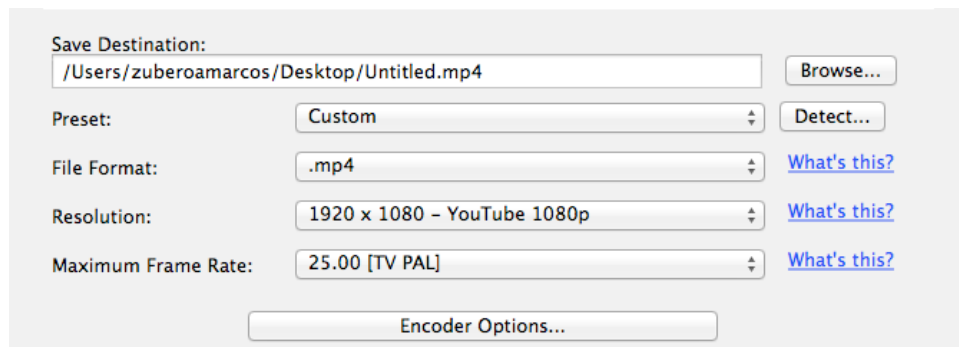 Save Destination:
/Users/zuberoamarcos/Desktop/Untitled.mp4 Browse...
Preset: Custom Detect...
File Format: .mp4 What's this?
Resolution: 1920 x 1080 – YouTube 1080p What's this?
Maximum Frame Rate: 25.00 [TV PAL] What's this?
Encoder Options...